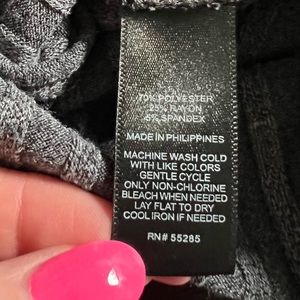 70% POLYESTER
25% RAYON
5% SPANDEX
MADE IN PHILIPPINES
MACHINE WASH COLD
WITH LIKE COLORS
GENTLE CYCLE
ONLY NON-CHLORINE
BLEACH WHEN NEEDED
LAY FLAT TO DRY
COOL IRON IF NEEDED
RN# 55285